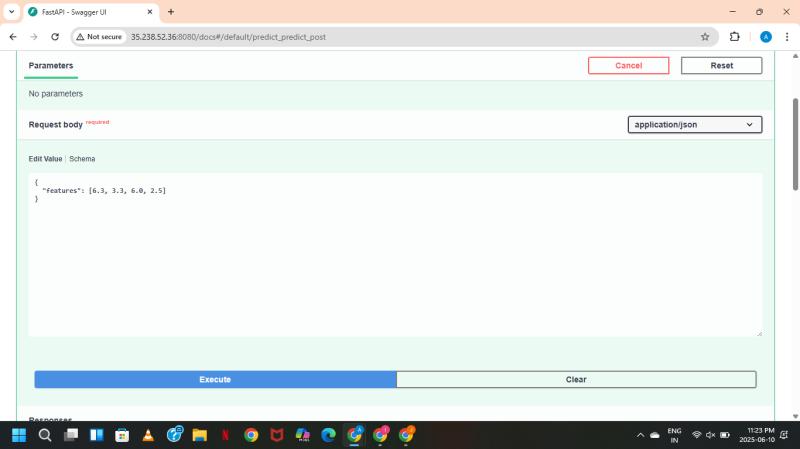 FastAPI - Swagger UI
Not secure
35.238.52.36:8080/docs#/default/predict_predict_post
A
Parameters
Cancel
Reset
No parameters
Request body required
application/json
Edit Value | Schema
{
"features": [6.3, 3.3, 6.0, 2.5]
}
Execute
Clear
Responses
ENG
IN
11:23 PM
2025-06-10